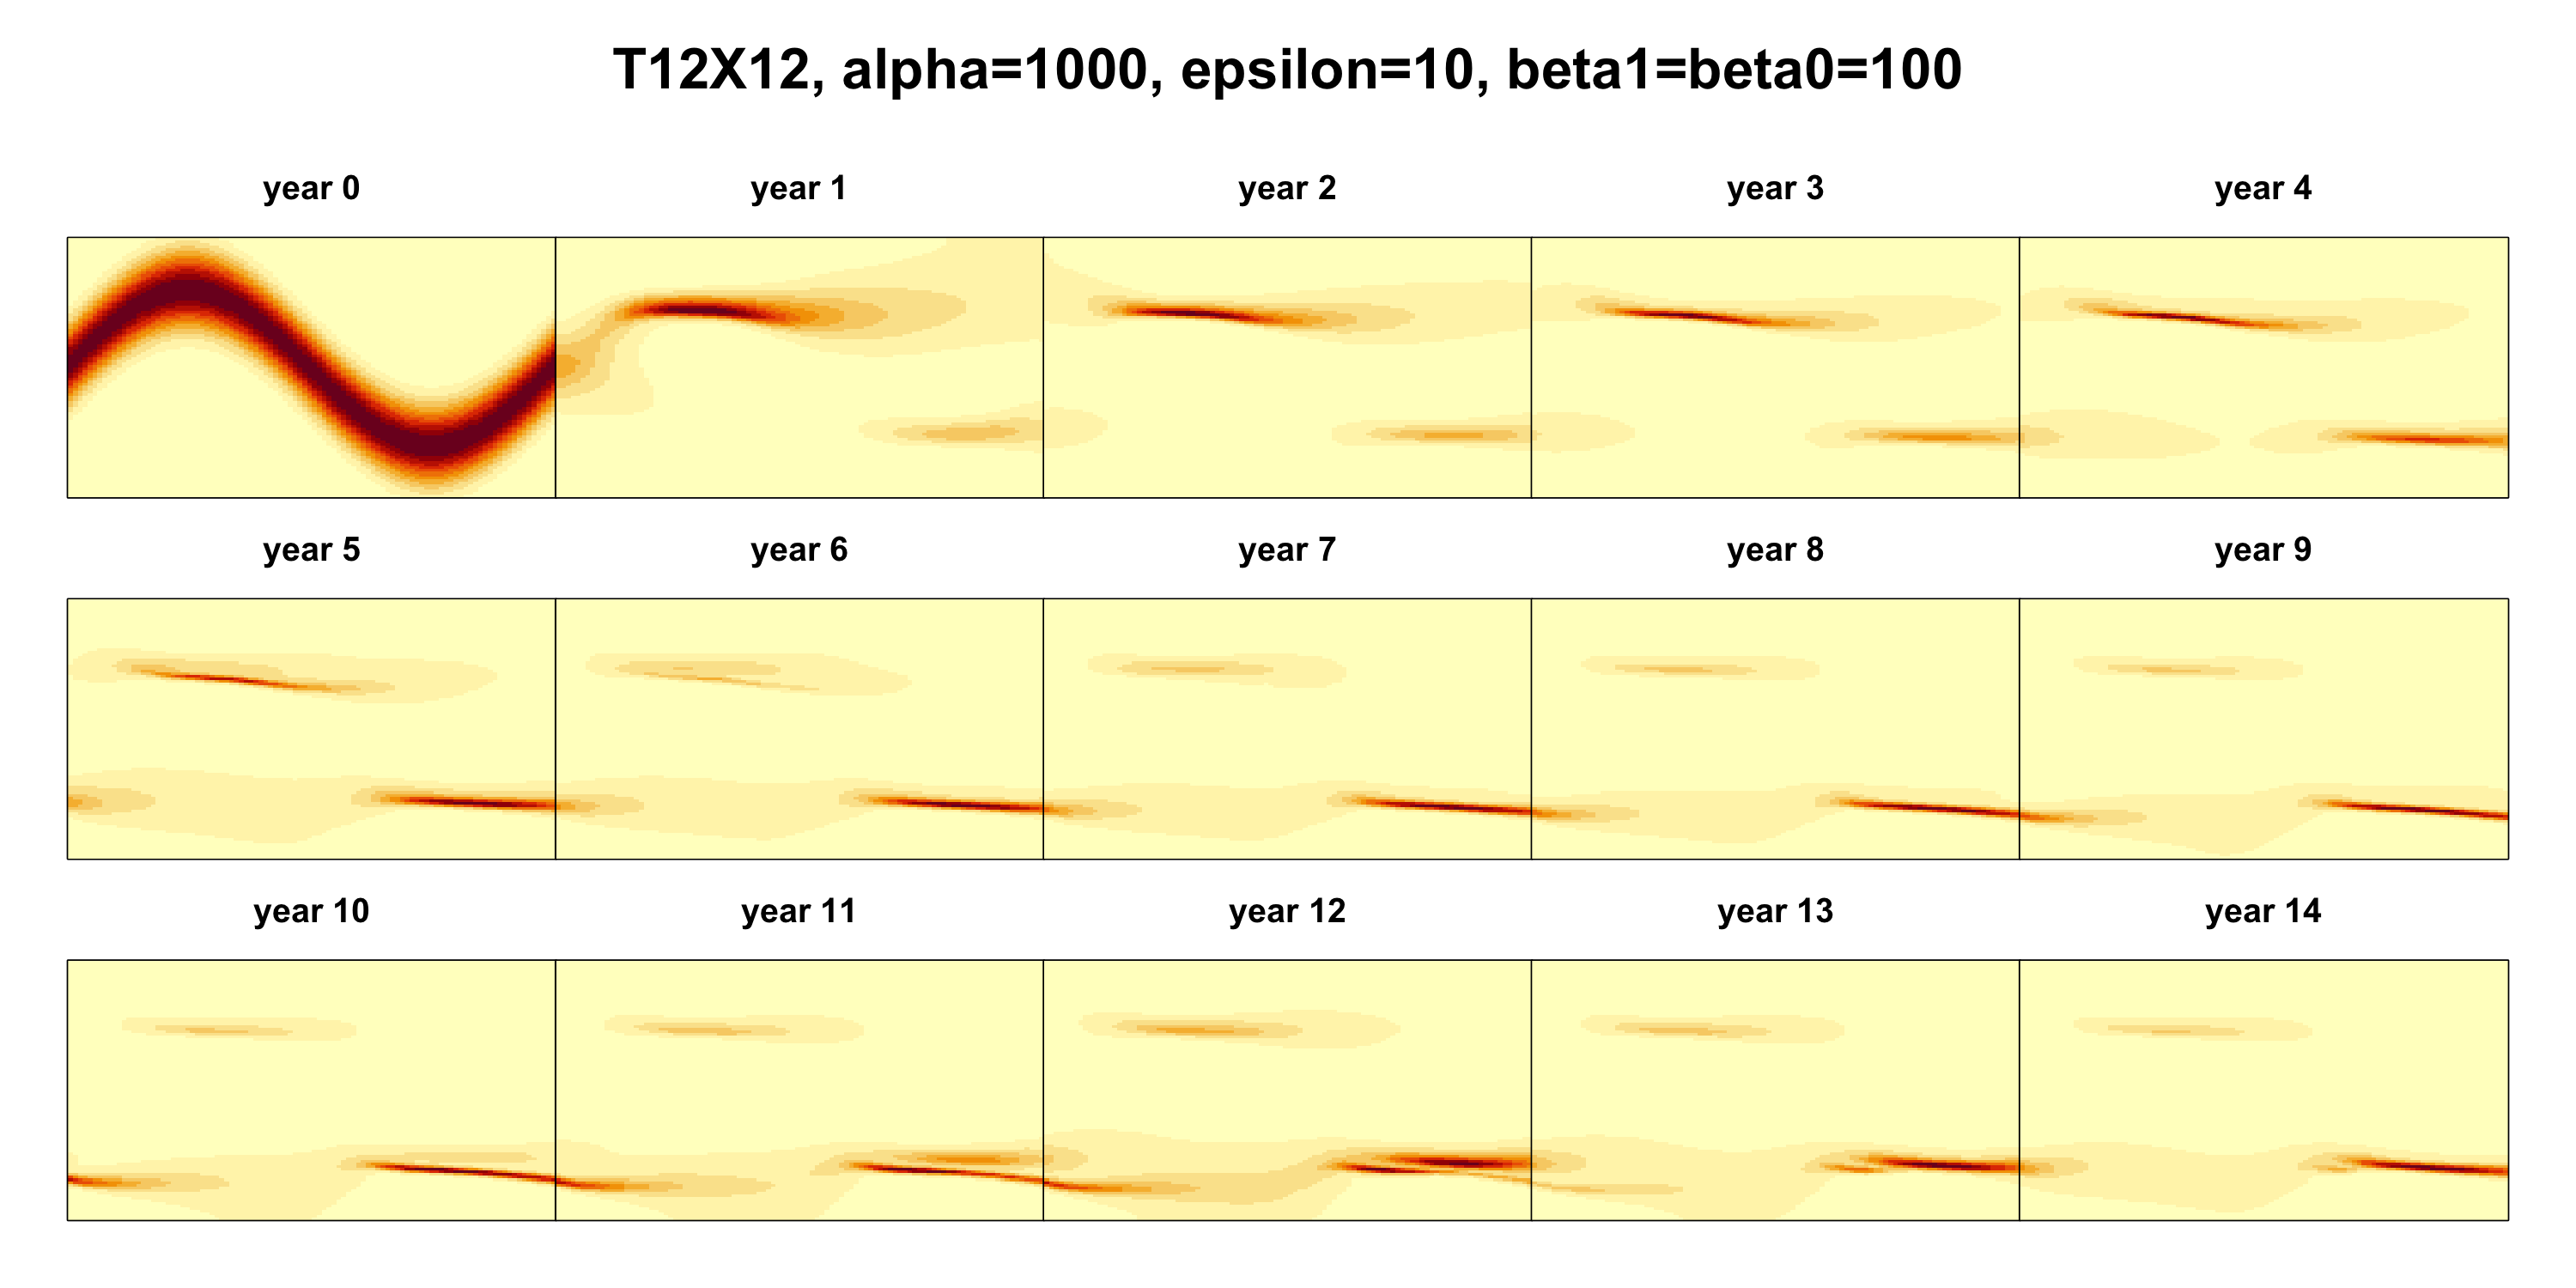 T12X12, alpha=1000, epsilon=10, beta1=beta0=100
year 0
year 1
year 2
year 3
year 4
year 5
year 6
year 7
year 8
year 9
year 10
year 11
year 12
year 13
year 14